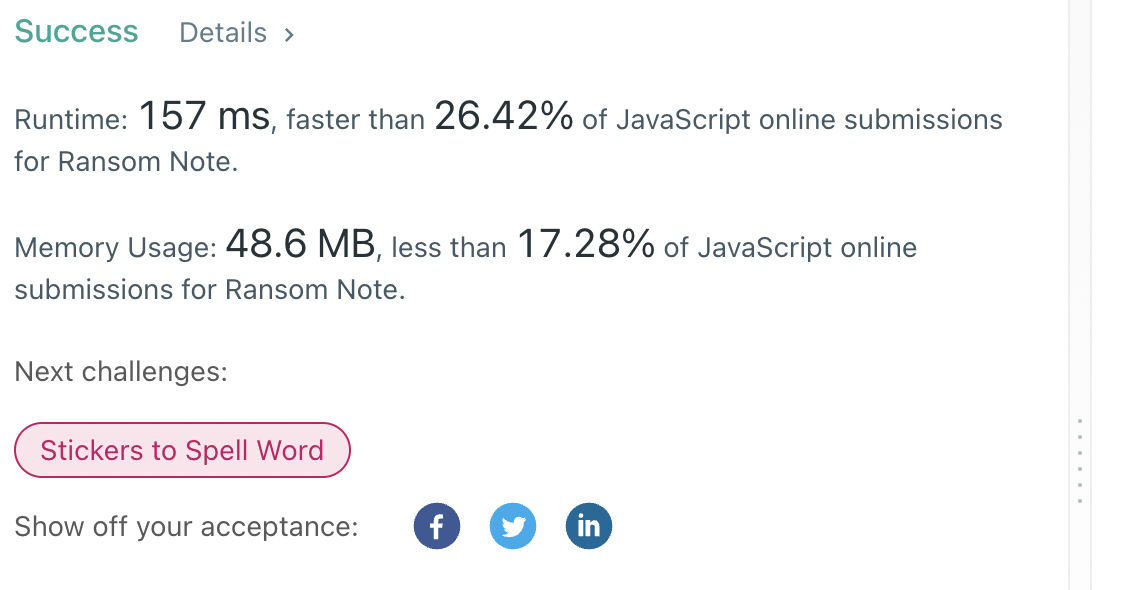 Success Details >
Runtime: 157 ms, faster than 26.42% of JavaScript online submissions
for Ransom Note.
Memory Usage: 48.6 MB, less than 17.28% of JavaScript online
submissions for Ransom Note.
Next challenges:
Stickers to Spell Word
Show off your acceptance: f in